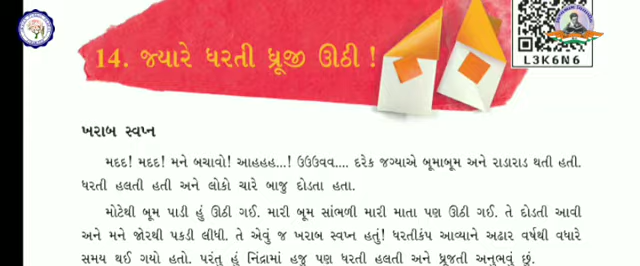 14. જ્યારે ધરતી ધ્રૂજી ઊઠી !
L3K6N6
ખરાબ સ્વપ્ન
મદદ! મદદ! મને બચાવો! આહહહ...! ઉઉઉવવ.... દરેક જગ્યાએ બૂમાબૂમ અને રાડારાડ થતી હતી.
ધરતી હલતી હતી અને લોકો ચારે બાજુ દોડતા હતા.
મોટેથી બૂમ પાડી હું ઊઠી ગઈ. મારી બૂમ સાંભળી મારી માતા પણ ઊઠી ગઈ. તે દોડતી આવી
અને મને જોરથી પકડી લીધી. તે એવું જ ખરાબ સ્વપ્ન હતું! ધરતીકંપ આવ્યાને અઢાર વર્ષથી વધારે
સમય થઈ ગયો હતો. પરંતુ હું નિંદ્રામાં હજુ પણ ધરતી હલતી અને ધ્રૂજતી અનુભવું છું.